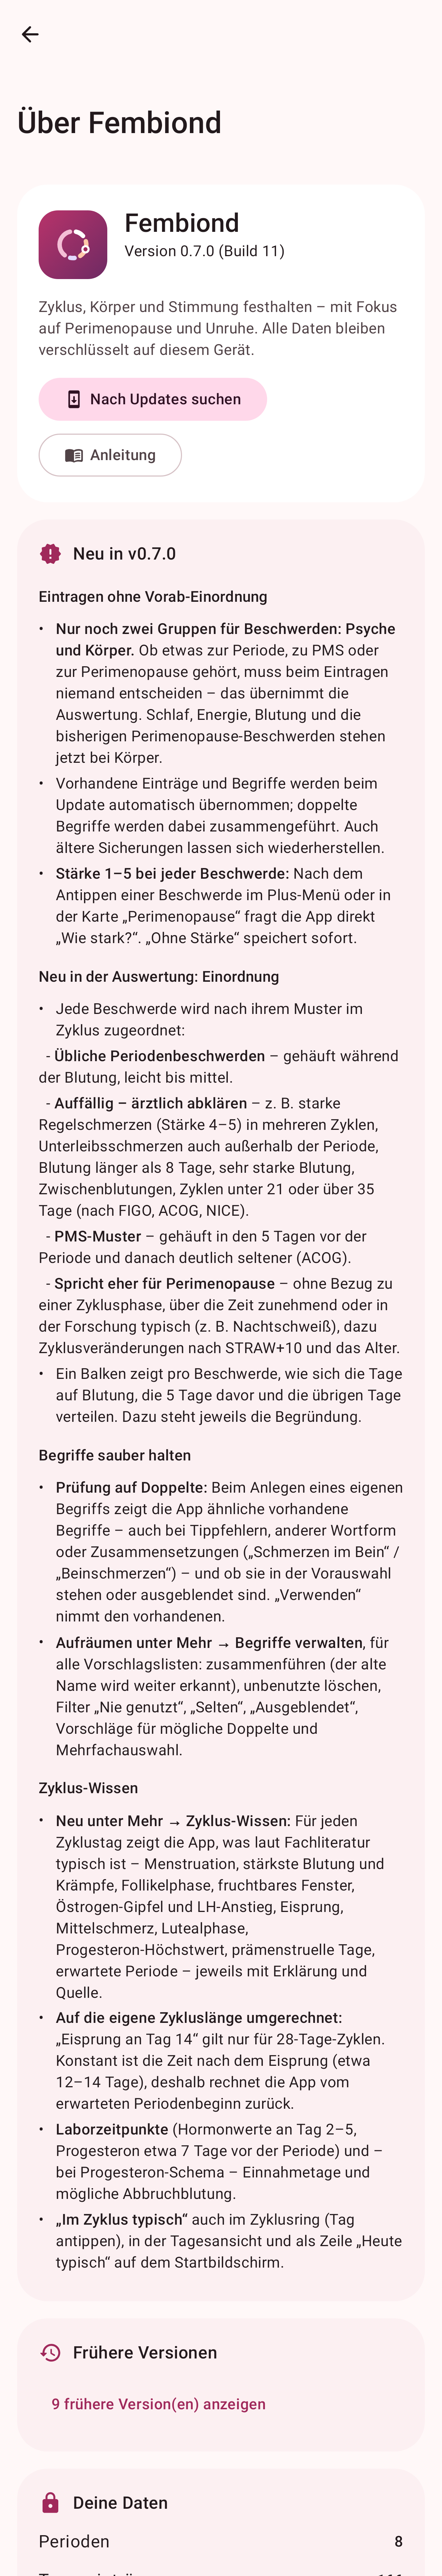 Über Fembiond
Fembiond
Version 0.7.0 (Build 11)
Zyklus, Körper und Stimmung festhalten – mit Fokus
auf Perimenopause und Unruhe. Alle Daten bleiben
verschlüsselt auf diesem Gerät.
Nach Updates suchen
Anleitung
Neu in v0.7.0
Eintragen ohne Vorab-Einordnung
• Nur noch zwei Gruppen für Beschwerden: Psyche
und Körper. Ob etwas zur Periode, zu PMS oder
zur Perimenopause gehört, muss beim Eintragen
niemand entscheiden – das übernimmt die
Auswertung. Schlaf, Energie, Blutung und die
bisherigen Perimenopause-Beschwerden stehen
jetzt bei Körper.
• Vorhandene Einträge und Begriffe werden beim
Update automatisch übernommen; doppelte
Begriffe werden dabei zusammengeführt. Auch
ältere Sicherungen lassen sich wiederherstellen.
• Stärke 1–5 bei jeder Beschwerde: Nach dem
Antippen einer Beschwerde im Plus-Menü oder in
der Karte „Perimenopause“ fragt die App direkt
„Wie stark?“. „Ohne Stärke“ speichert sofort.
Neu in der Auswertung: Einordnung
• Jede Beschwerde wird nach ihrem Muster im
Zyklus zugeordnet:
- Übliche Periodenbeschwerden – gehäuft während
der Blutung, leicht bis mittel.
- Auffällig – ärztlich abklären – z. B. starke
Regelschmerzen (Stärke 4–5) in mehreren Zyklen,
Unterleibsschmerzen auch außerhalb der Periode,
Blutung länger als 8 Tage, sehr starke Blutung,
Zwischenblutungen, Zyklen unter 21 oder über 35
Tage (nach FIGO, ACOG, NICE).
- PMS-Muster – gehäuft in den 5 Tagen vor der
Periode und danach deutlich seltener (ACOG).
- Spricht eher für Perimenopause – ohne Bezug zu
einer Zyklusphase, über die Zeit zunehmend oder in
der Forschung typisch (z. B. Nachtschweiß), dazu
Zyklusveränderungen nach STRAW+10 und das Alter.
• Ein Balken zeigt pro Beschwerde, wie sich die Tage
auf Blutung, die 5 Tage davor und die übrigen Tage
verteilen. Dazu steht jeweils die Begründung.
Begriffe sauber halten
• Prüfung auf Doppelte: Beim Anlegen eines eigenen
Begriffs zeigt die App ähnliche vorhandene
Begriffe – auch bei Tippfehlern, anderer Wortform
oder Zusammensetzungen („Schmerzen im Bein“ /
„Beinschmerzen“) – und ob sie in der Vorauswahl
stehen oder ausgeblendet sind. „Verwenden“
nimmt den vorhandenen.
• Aufräumen unter Mehr → Begriffe verwalten, für
alle Vorschlagslisten: zusammenführen (der alte
Name wird weiter erkannt), unbenutzte löschen,
Filter „Nie genutzt“, „Selten“, „Ausgeblendet“,
Vorschläge für mögliche Doppelte und
Mehrfachauswahl.
Zyklus-Wissen
• Neu unter Mehr → Zyklus-Wissen: Für jeden
Zyklustag zeigt die App, was laut Fachliteratur
typisch ist – Menstruation, stärkste Blutung und
Krämpfe, Follikelphase, fruchtbares Fenster,
Östrogen-Gipfel und LH-Anstieg, Eisprung,
Mittelschmerz, Lutealphase,
Progesteron-Höchstwert, prämenstruelle Tage,
erwartete Periode – jeweils mit Erklärung und
Quelle.
• Auf die eigene Zykluslänge umgerechnet:
„Eisprung an Tag 14“ gilt nur für 28-Tage-Zyklen.
Konstant ist die Zeit nach dem Eisprung (etwa
12–14 Tage), deshalb rechnet die App vom
erwarteten Periodenbeginn zurück.
• Laborzeitpunkte (Hormonwerte an Tag 2–5,
Progesteron etwa 7 Tage vor der Periode) und –
bei Progesteron-Schema – Einnahmetage und
mögliche Abbruchblutung.
• „Im Zyklus typisch“ auch im Zyklusring (Tag
antippen), in der Tagesansicht und als Zeile „Heute
typisch“ auf dem Startbildschirm.
Frühere Versionen
9 frühere Version(en) anzeigen
Deine Daten
Perioden 8